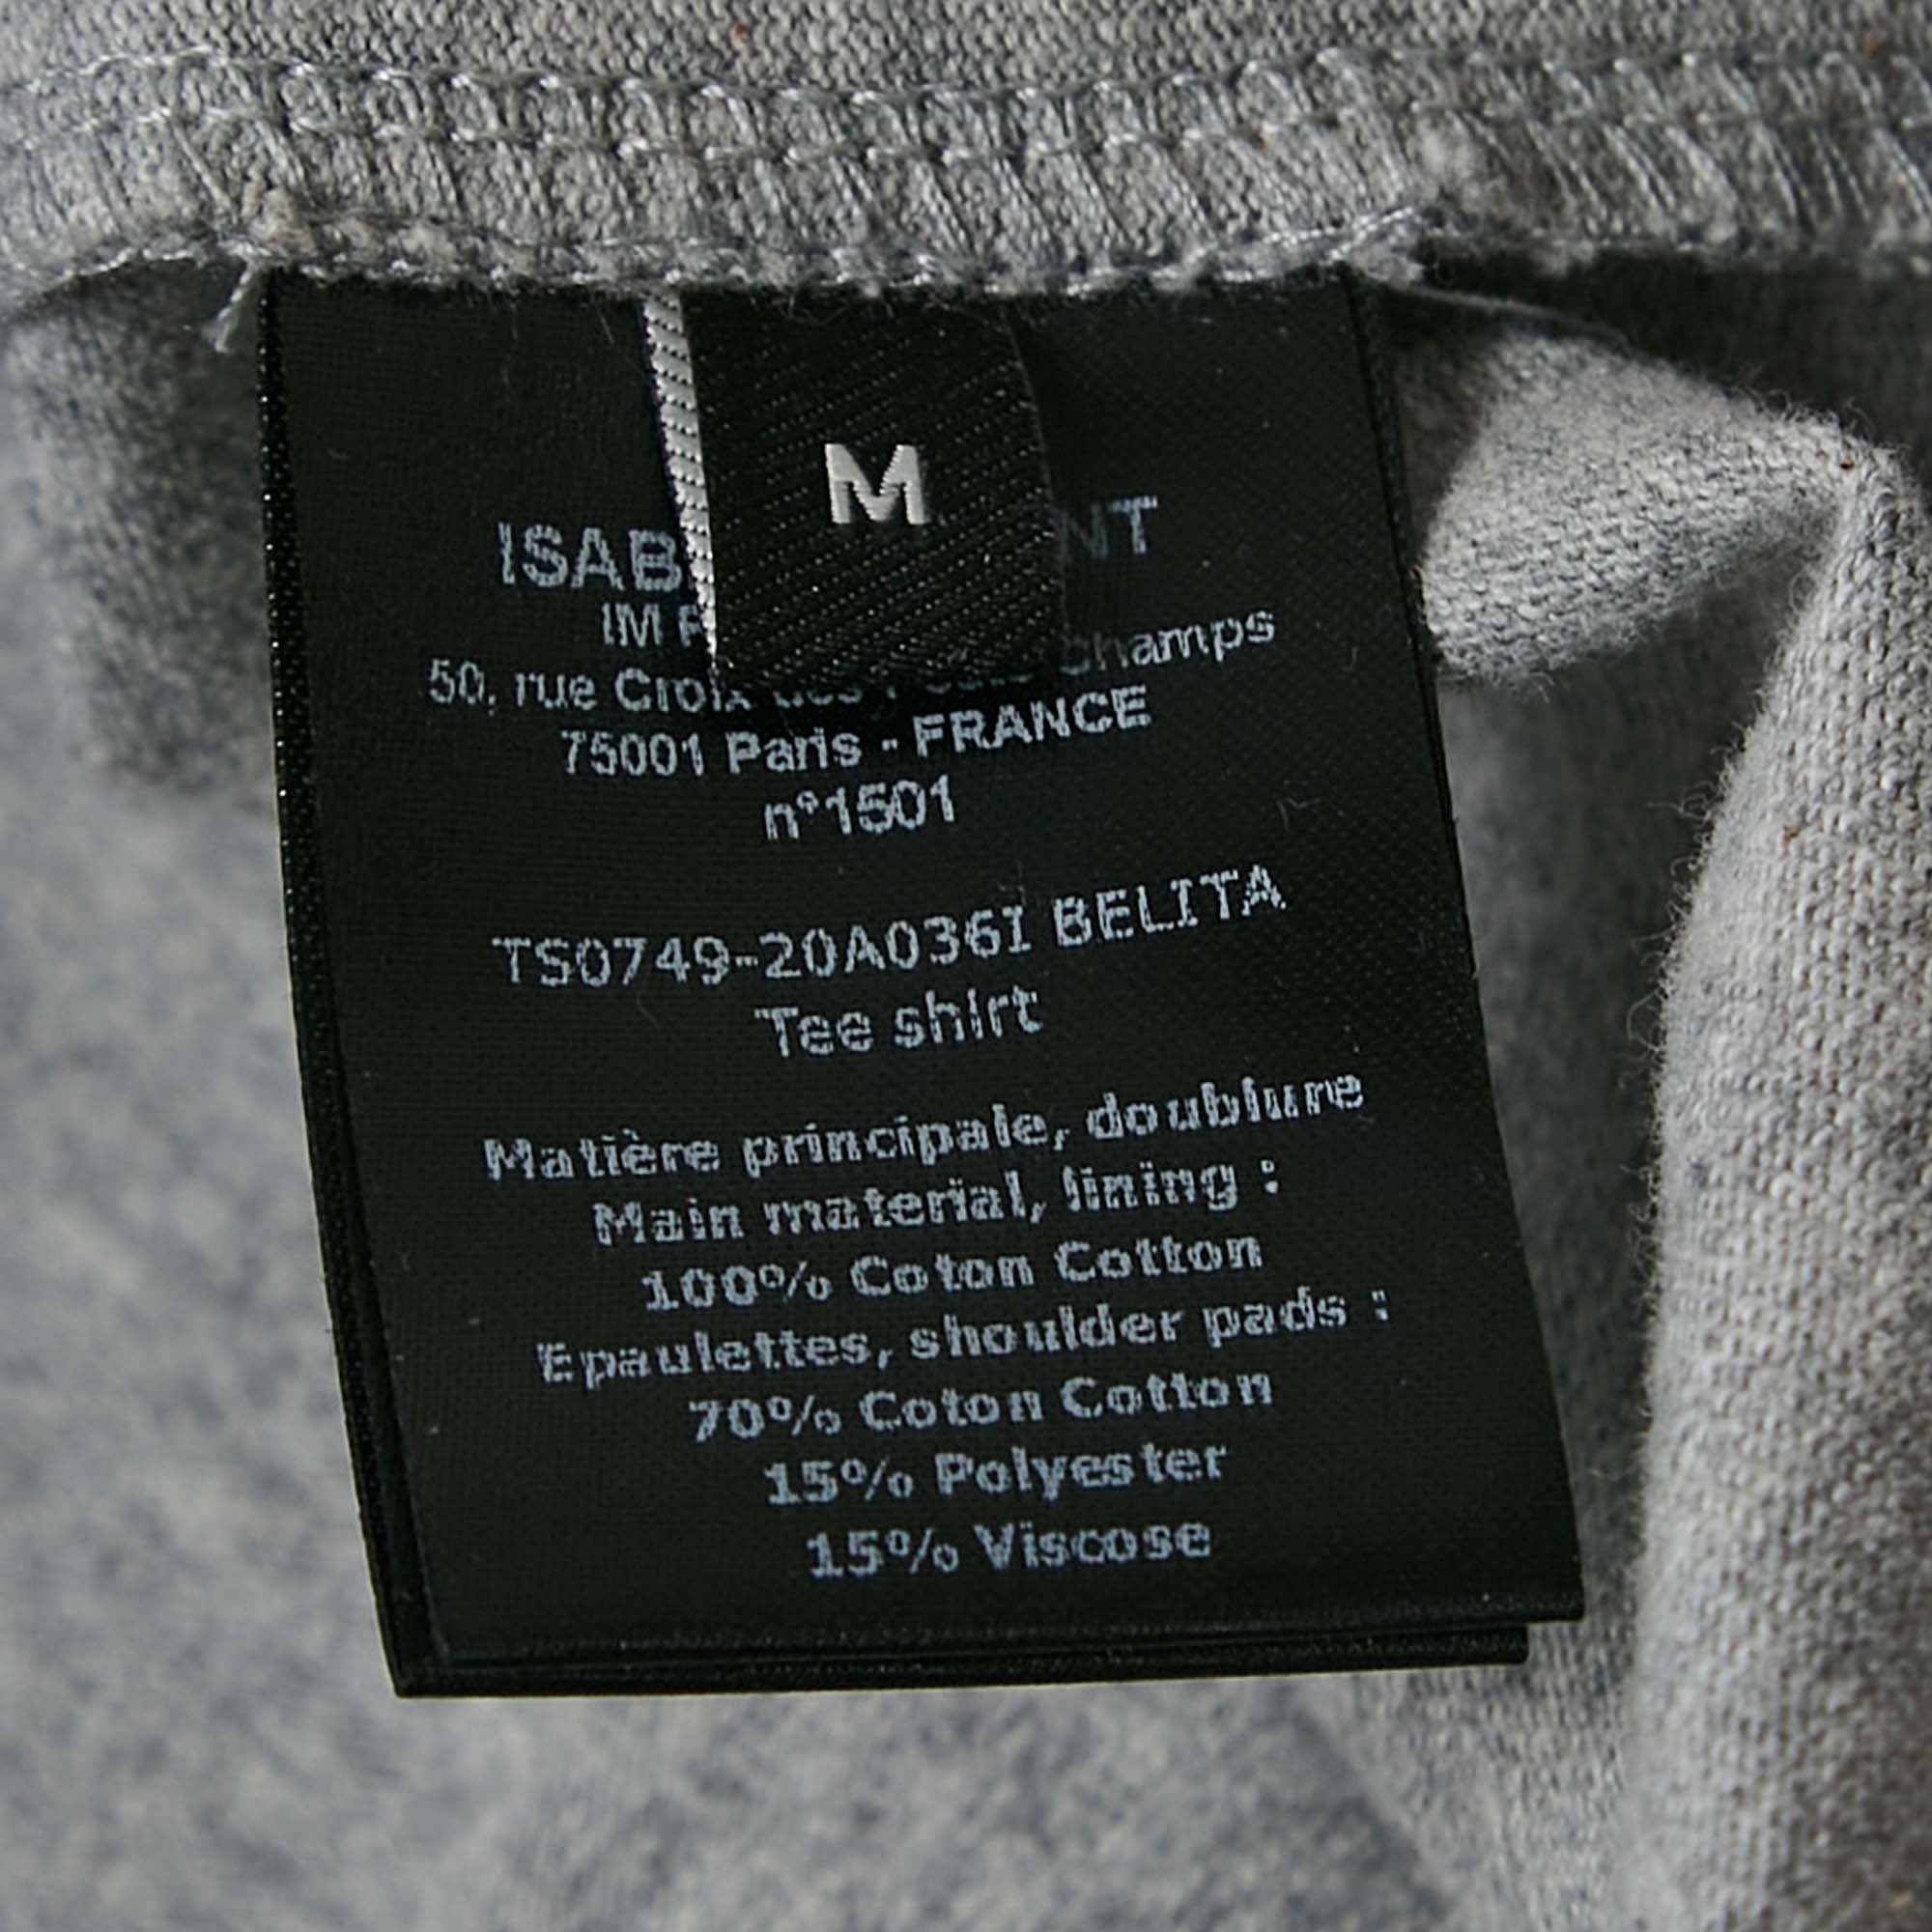 M
ISAB NT
IM
50, rue Croix des Champs
75001 Paris - FRANCE
n°1501
TS0749-20A036I BELITA
Tee shirt
Matière principale, doublure
Main material, lining :
100% Coton Cotton
Epaulettes, shoulder pads :
70% Coton Cotton
15% Polyester
15% Viscose